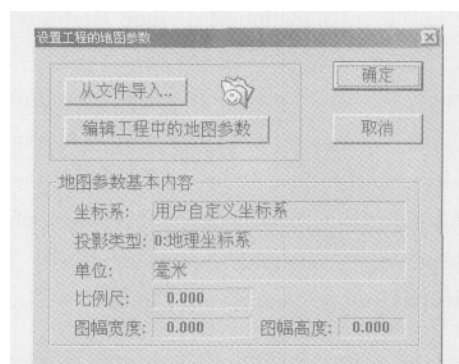 设置工程的地图参数
从文件导入..
确定
编辑工程中的地图参数
取消
地图参数基本内容
坐标系: 用户自定义坐标系
投影类型: 0:地理坐标系
单位: 毫米
比例尺: 0.000
图幅宽度: 0.000 图幅高度: 0.000